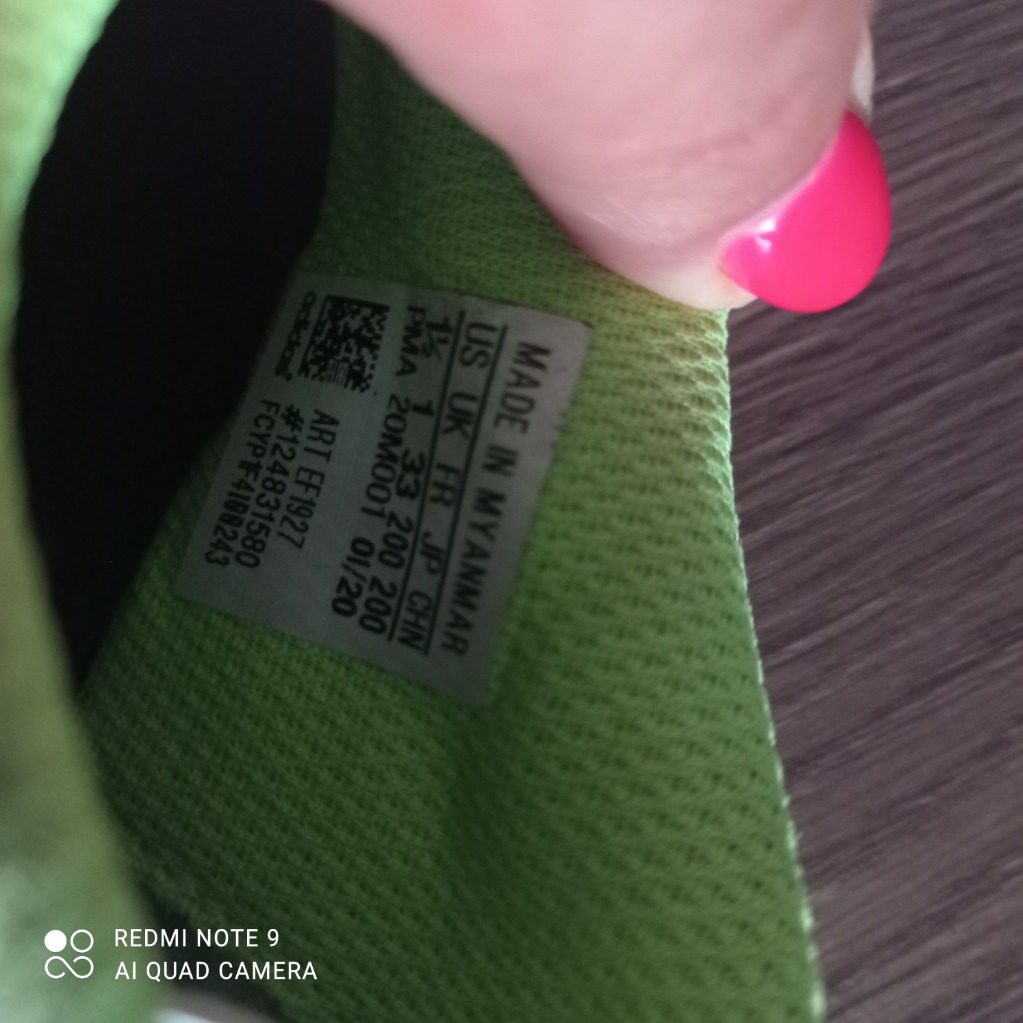 MADE IN MYANMAR
US UK FR JP CHN
1½ 1 33 200 200
PMA 20M001 01/20
adidas
ART EF1927
#124831580
FCYP1F4100243
REDMI NOTE 9
AI QUAD CAMERA